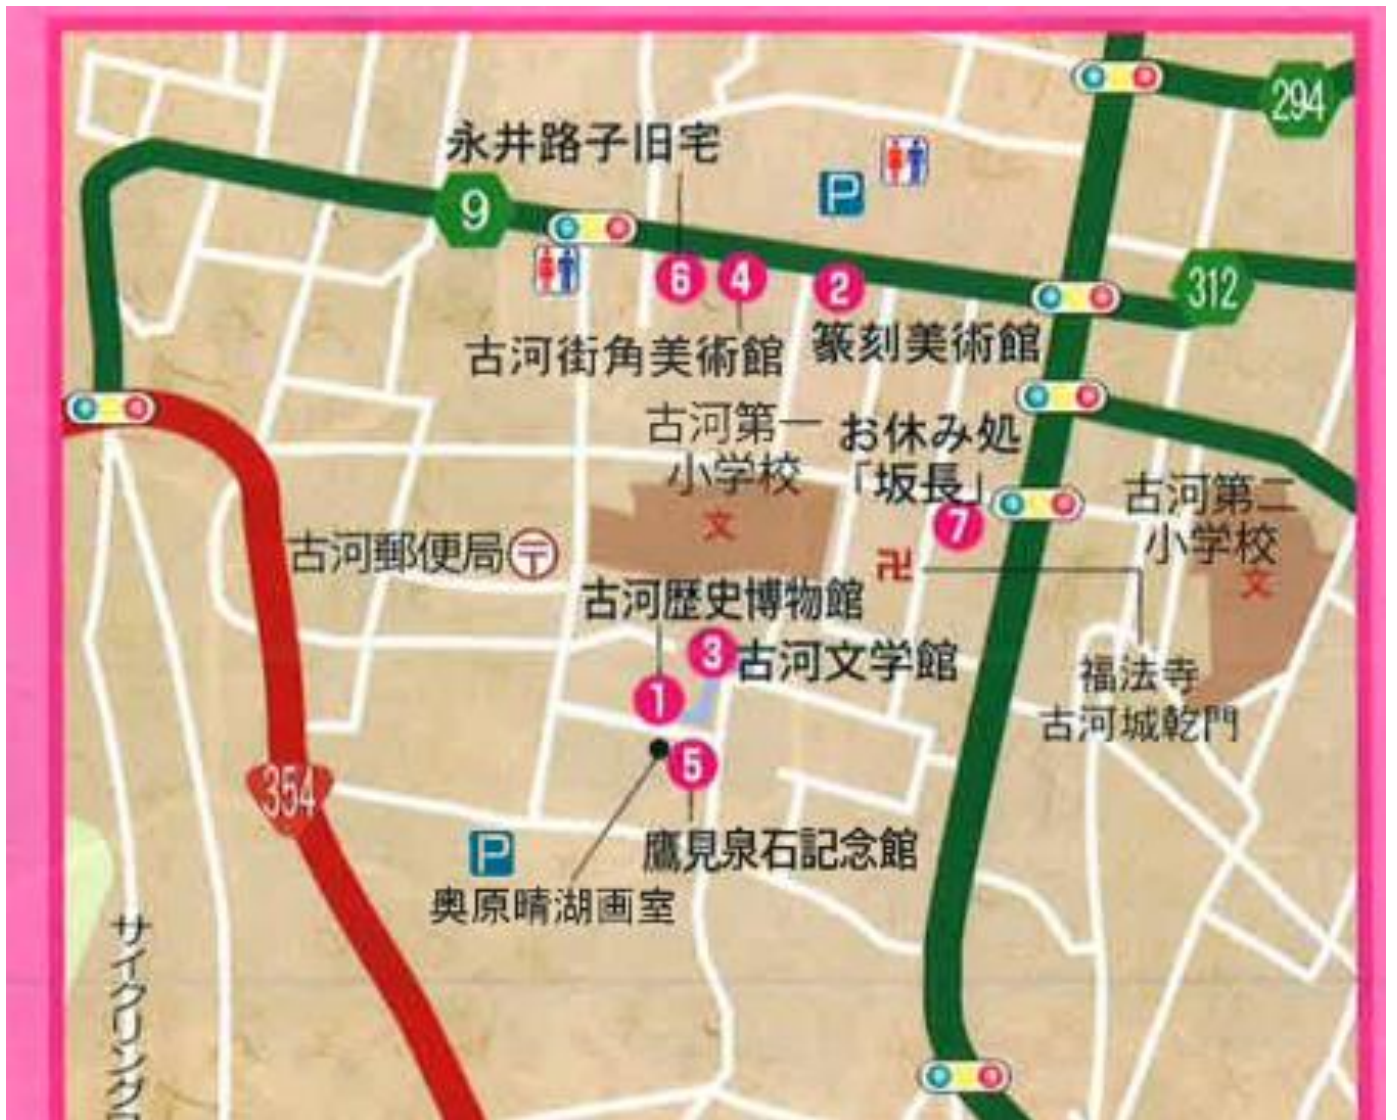 294
永井路子旧宅
P
9
6
4
2
312
古河街角美術館
篆刻美術館
古河第一
小学校
お休み処
「坂長」
7
古河第二
小学校
文
文
古河郵便局
〒
卍
古河歴史博物館
3
古河文学館
1
福法寺
古河城乾門
5
354
P
鷹見泉石記念館
奥原晴湖画室
サイクリング